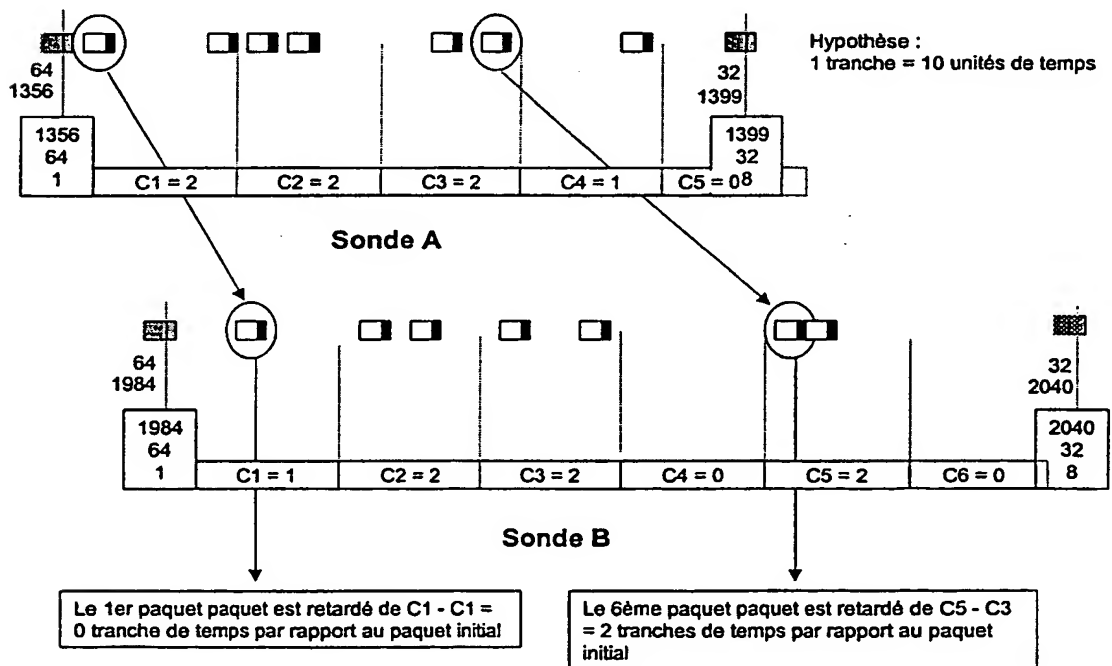 Hypothèse :
1 tranche = 10 unités de temps
64
1356
32
1399
1356
64
1
C1 = 2
C2 = 2
C3 = 2
C4 = 1
C5 = 0
1399
32
8
Sonde A
64
1984
32
2040
1984
64
1
C1 = 1
C2 = 2
C3 = 2
C4 = 0
C5 = 2
C6 = 0
2040
32
8
Sonde B
Le 1er paquet paquet est retardé de C1 - C1 =
0 tranche de temps par rapport au paquet initial
Le 6ème paquet paquet est retardé de C5 - C3
= 2 tranches de temps par rapport au paquet
initial